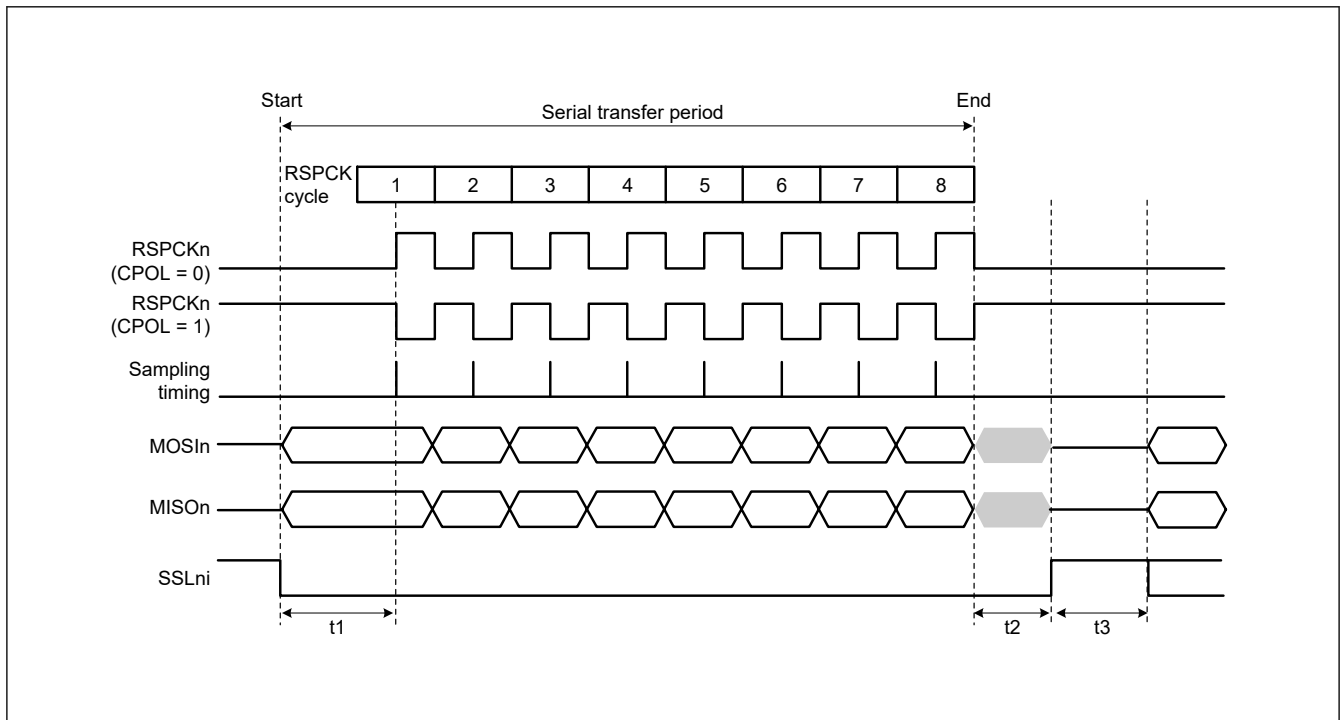 Start
End
Serial transfer period
RSPCK
cycle
1 2 3 4 5 6 7 8
RSPCKn
(CPOL = 0)
RSPCKn
(CPOL = 1)
Sampling
timing
MOSIn
MISOn
SSLni
t1
t2
t3